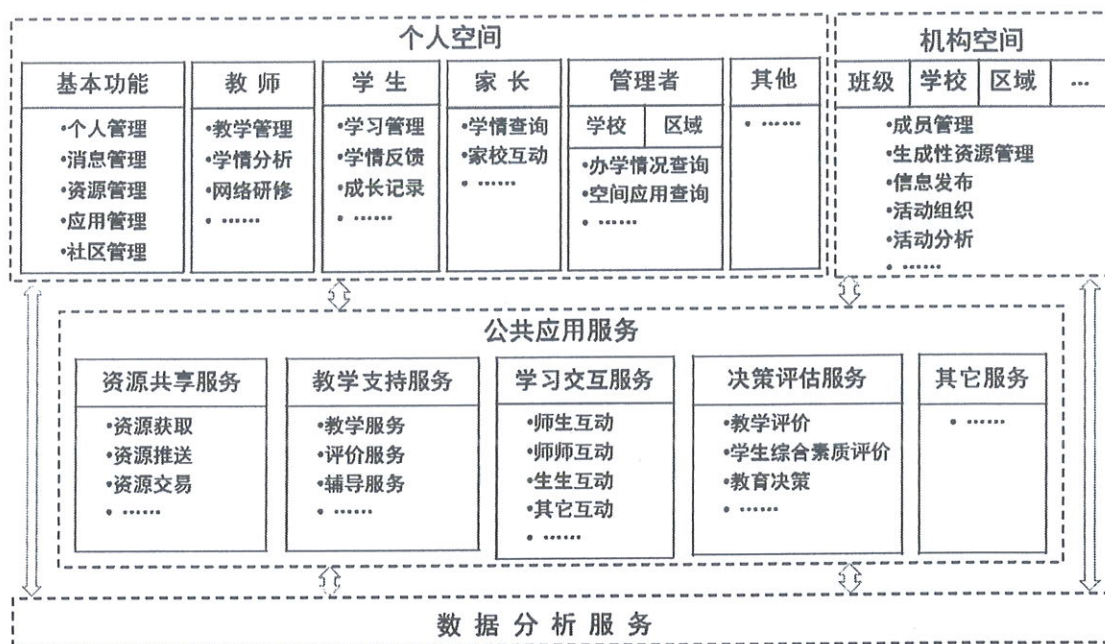 个人空间
基本功能
•个人管理
•消息管理
•资源管理
•应用管理
•社区管理
教 师
•教学管理
•学情分析
•网络研修
• ……
学 生
•学习管理
•学情反馈
•成长记录
• ……
家 长
•学情查询
•家校互动
• ……
管理者
学校 区域
•办学情况查询
•空间应用查询
• ……
其他
• ……
机构空间
班级 学校 区域 …
•成员管理
•生成性资源管理
•信息发布
•活动组织
•活动分析
• ……
公共应用服务
资源共享服务
•资源获取
•资源推送
•资源交易
• ……
教学支持服务
•教学服务
•评价服务
•辅导服务
• ……
学习交互服务
•师生互动
•师师互动
•生生互动
•其它互动
• ……
决策评估服务
•教学评价
•学生综合素质评价
•教育决策
• ……
其它服务
• ……
数 据 分 析 服 务